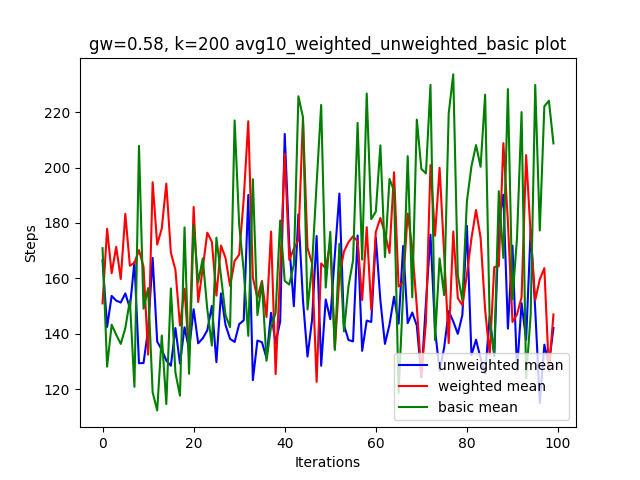 gw=0.58, k=200 avg10_weighted_unweighted_basic plot
Steps
220
200
180
160
140
120
unweighted mean
weighted mean
basic mean
0 20 40 60 80 100
Iterations